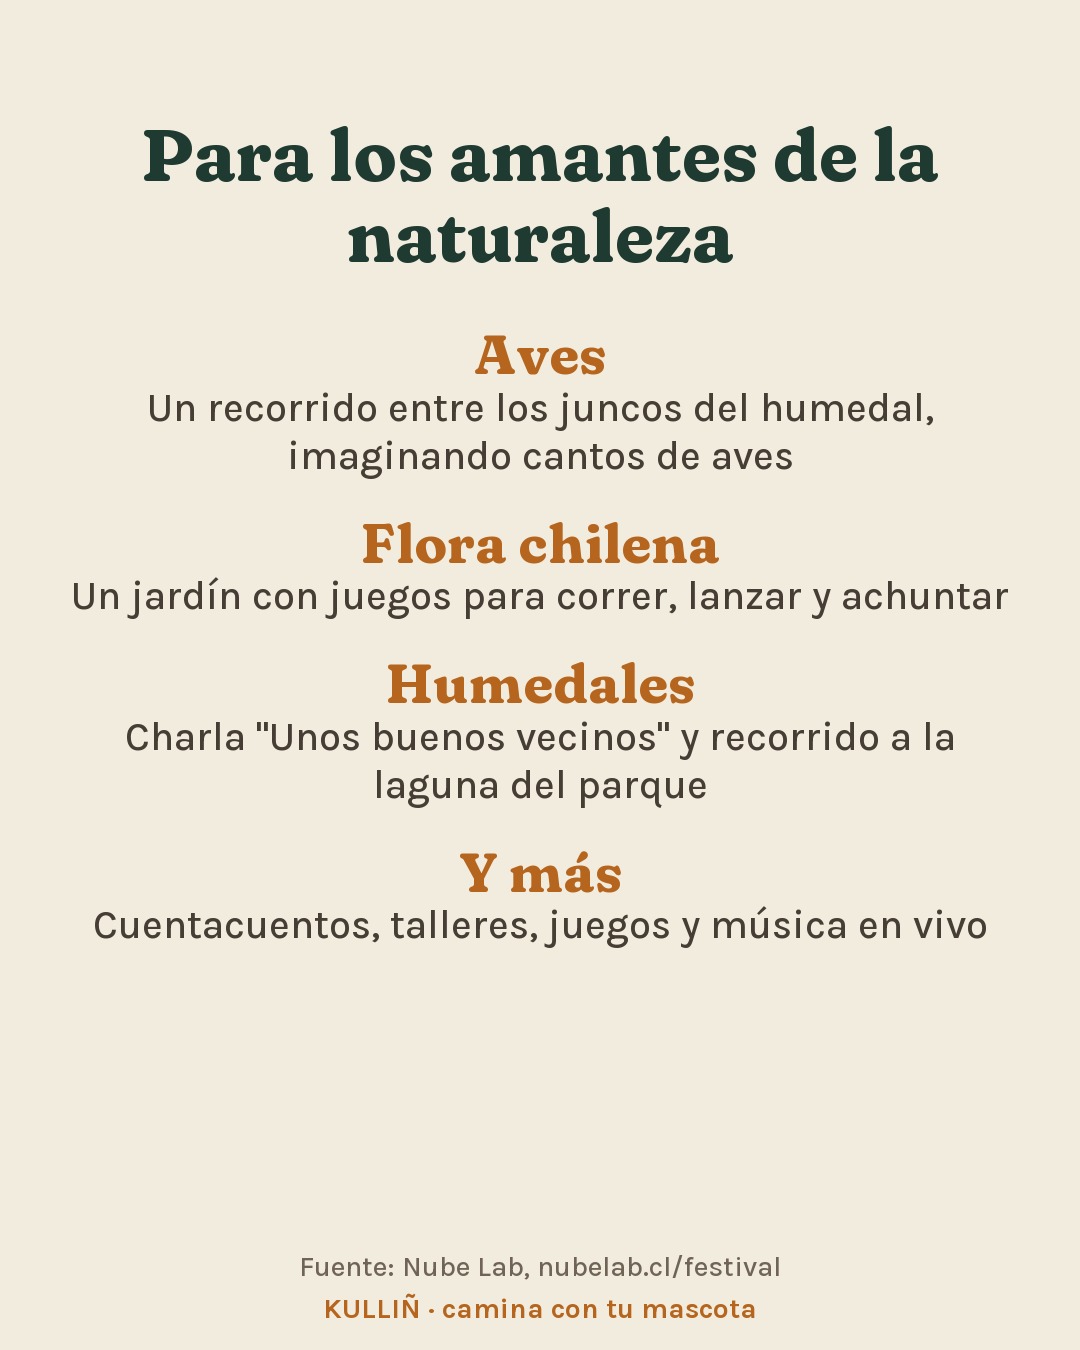 Para los amantes de la
naturaleza
Aves
Un recorrido entre los juncos del humedal,
imaginando cantos de aves
Flora chilena
Un jardín con juegos para correr, lanzar y achuntar
Humedales
Charla "Unos buenos vecinos" y recorrido a la
laguna del parque
Y más
Cuentacuentos, talleres, juegos y música en vivo
Fuente: Nube Lab, nubelab.cl/festival
KULLIÑ · camina con tu mascota